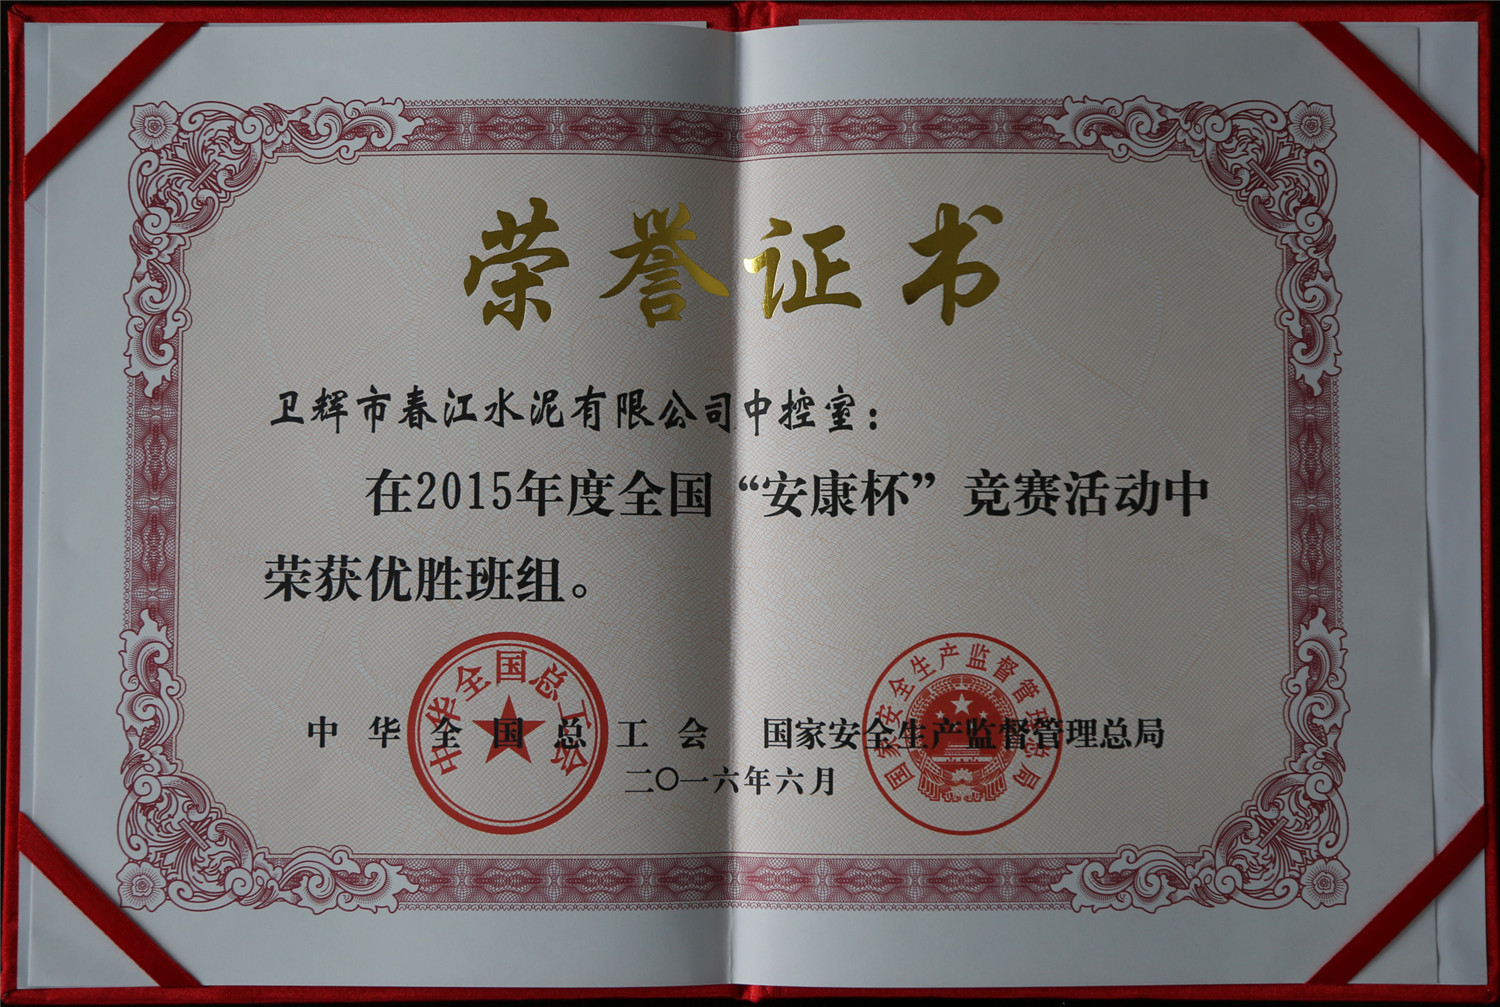 荣誉证书
卫辉市春江水泥有限公司中控室：
在2015年度全国“安康杯”竞赛活动中
荣获优胜班组。
中华全国总工会
国家安全生产监督管理总局
中华全国总工会 国家安全生产监督管理总局
二〇一六年六月